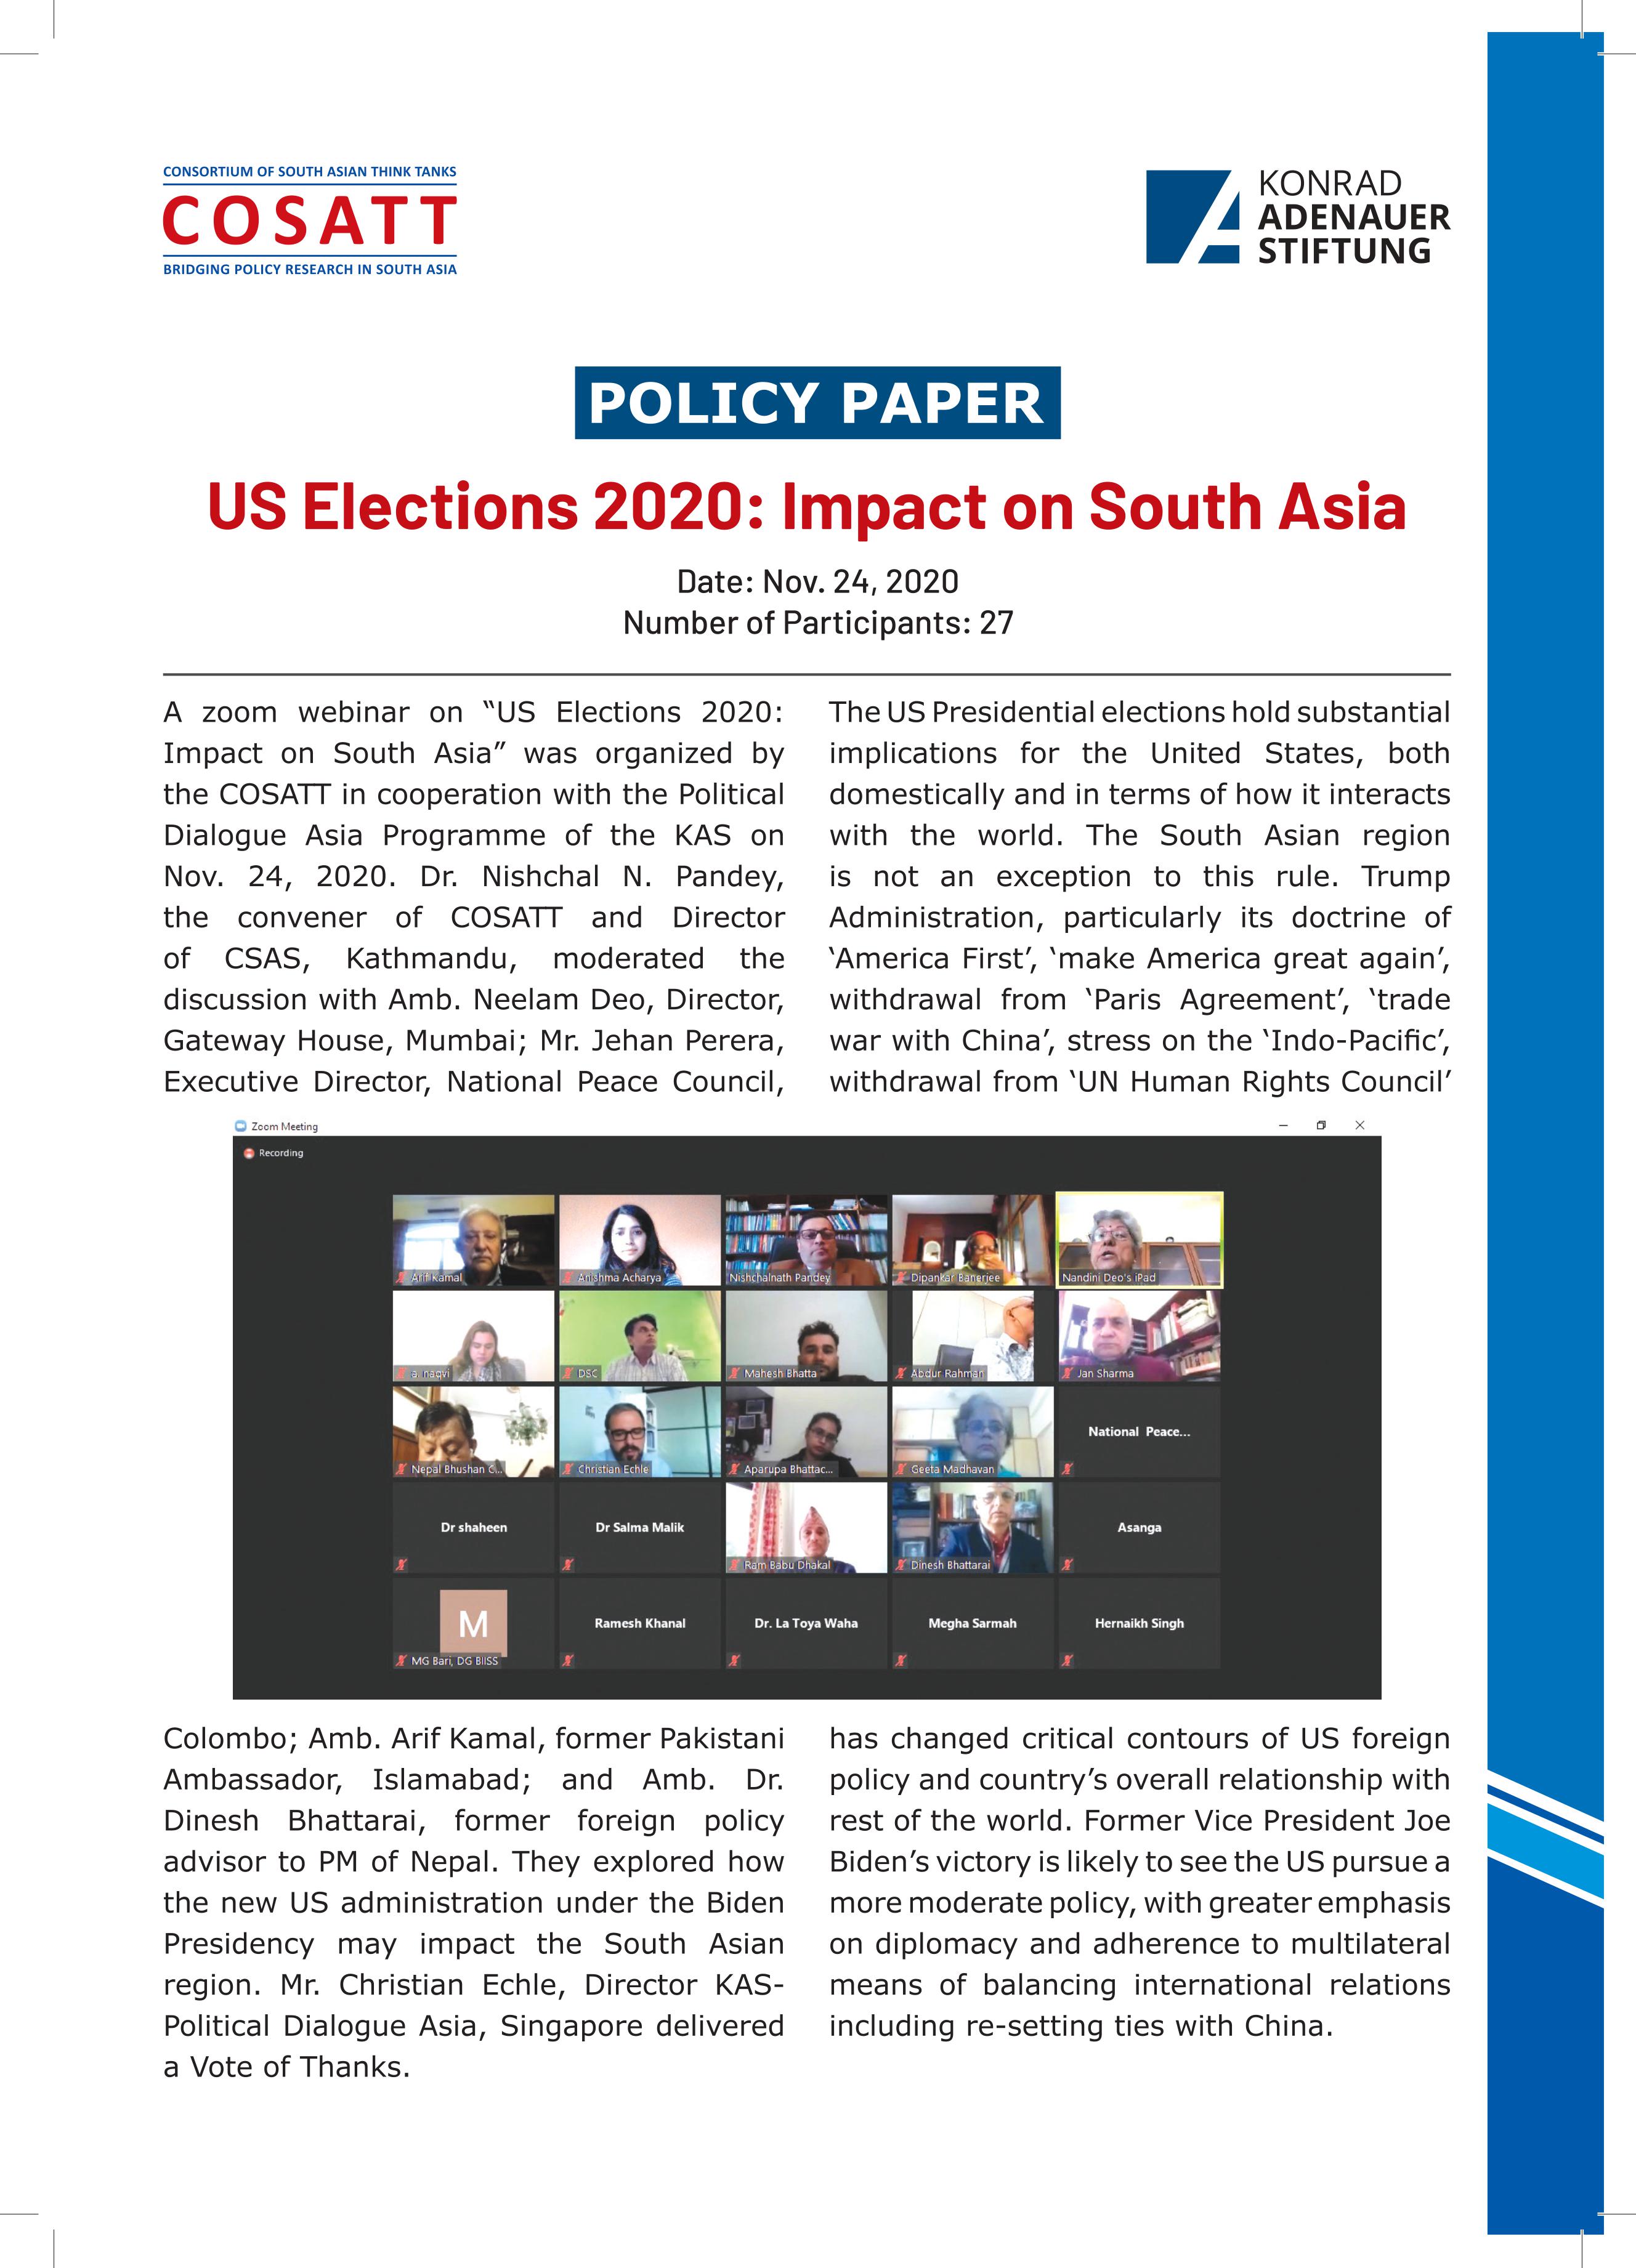 CONSORTIUM OF SOUTH ASIAN THINK TANKS
COSATT
BRIDGING POLICY RESEARCH IN SOUTH ASIA
KONRAD
ADENAUER
STIFTUNG
POLICY PAPER
US Elections 2020: Impact on South Asia
Date: Nov. 24, 2020
Number of Participants: 27
A zoom webinar on “US Elections 2020:
Impact on South Asia” was organized by
the COSATT in cooperation with the Political
Dialogue Asia Programme of the KAS on
Nov. 24, 2020. Dr. Nishchal N. Pandey,
the convener of COSATT and Director
of CSAS, Kathmandu, moderated the
discussion with Amb. Neelam Deo, Director,
Gateway House, Mumbai; Mr. Jehan Perera,
Executive Director, National Peace Council,
The US Presidential elections hold substantial
implications for the United States, both
domestically and in terms of how it interacts
with the world. The South Asian region
is not an exception to this rule. Trump
Administration, particularly its doctrine of
‘America First’, ‘make America great again’,
withdrawal from ‘Paris Agreement’, ‘trade
war with China’, stress on the ‘Indo-Pacific’,
withdrawal from ‘UN Human Rights Council’
Zoom Meeting
Recording
Arif Kamal
Anishma Acharya
Nishchalnath Pandey
Dipankar Banerjee
Nandini Deo's iPad
a. naqvi
DSC
Mahesh Bhatta
Abdur Rahman
Jan Sharma
Nepal Bhushan C...
Christian Echle
Aparupa Bhattac...
Geeta Madhavan
National Peace...
Dr shaheen
Dr Salma Malik
Ram Babu Dhakal
Dinesh Bhattarai
Asanga
M
MG Bari, DG BIISS
Ramesh Khanal
Dr. La Toya Waha
Megha Sarmah
Hernaikh Singh
Colombo; Amb. Arif Kamal, former Pakistani
Ambassador, Islamabad; and Amb. Dr.
Dinesh Bhattarai, former foreign policy
advisor to PM of Nepal. They explored how
the new US administration under the Biden
Presidency may impact the South Asian
region. Mr. Christian Echle, Director KAS-
Political Dialogue Asia, Singapore delivered
a Vote of Thanks.
has changed critical contours of US foreign
policy and country’s overall relationship with
rest of the world. Former Vice President Joe
Biden’s victory is likely to see the US pursue a
more moderate policy, with greater emphasis
on diplomacy and adherence to multilateral
means of balancing international relations
including re-setting ties with China.